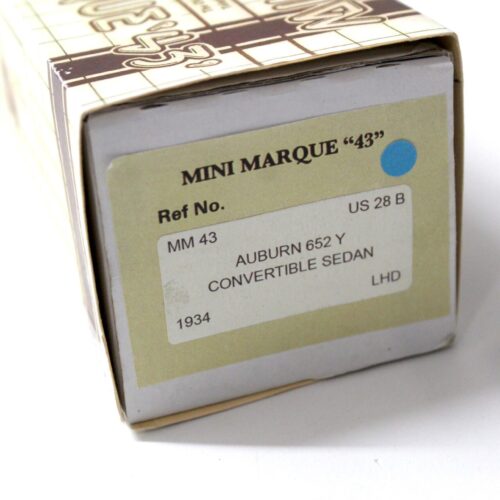 MINI MARQUE "43"
Ref No.
US 28 B
MM 43
AUBURN 652 Y
CONVERTIBLE SEDAN
1934
LHD